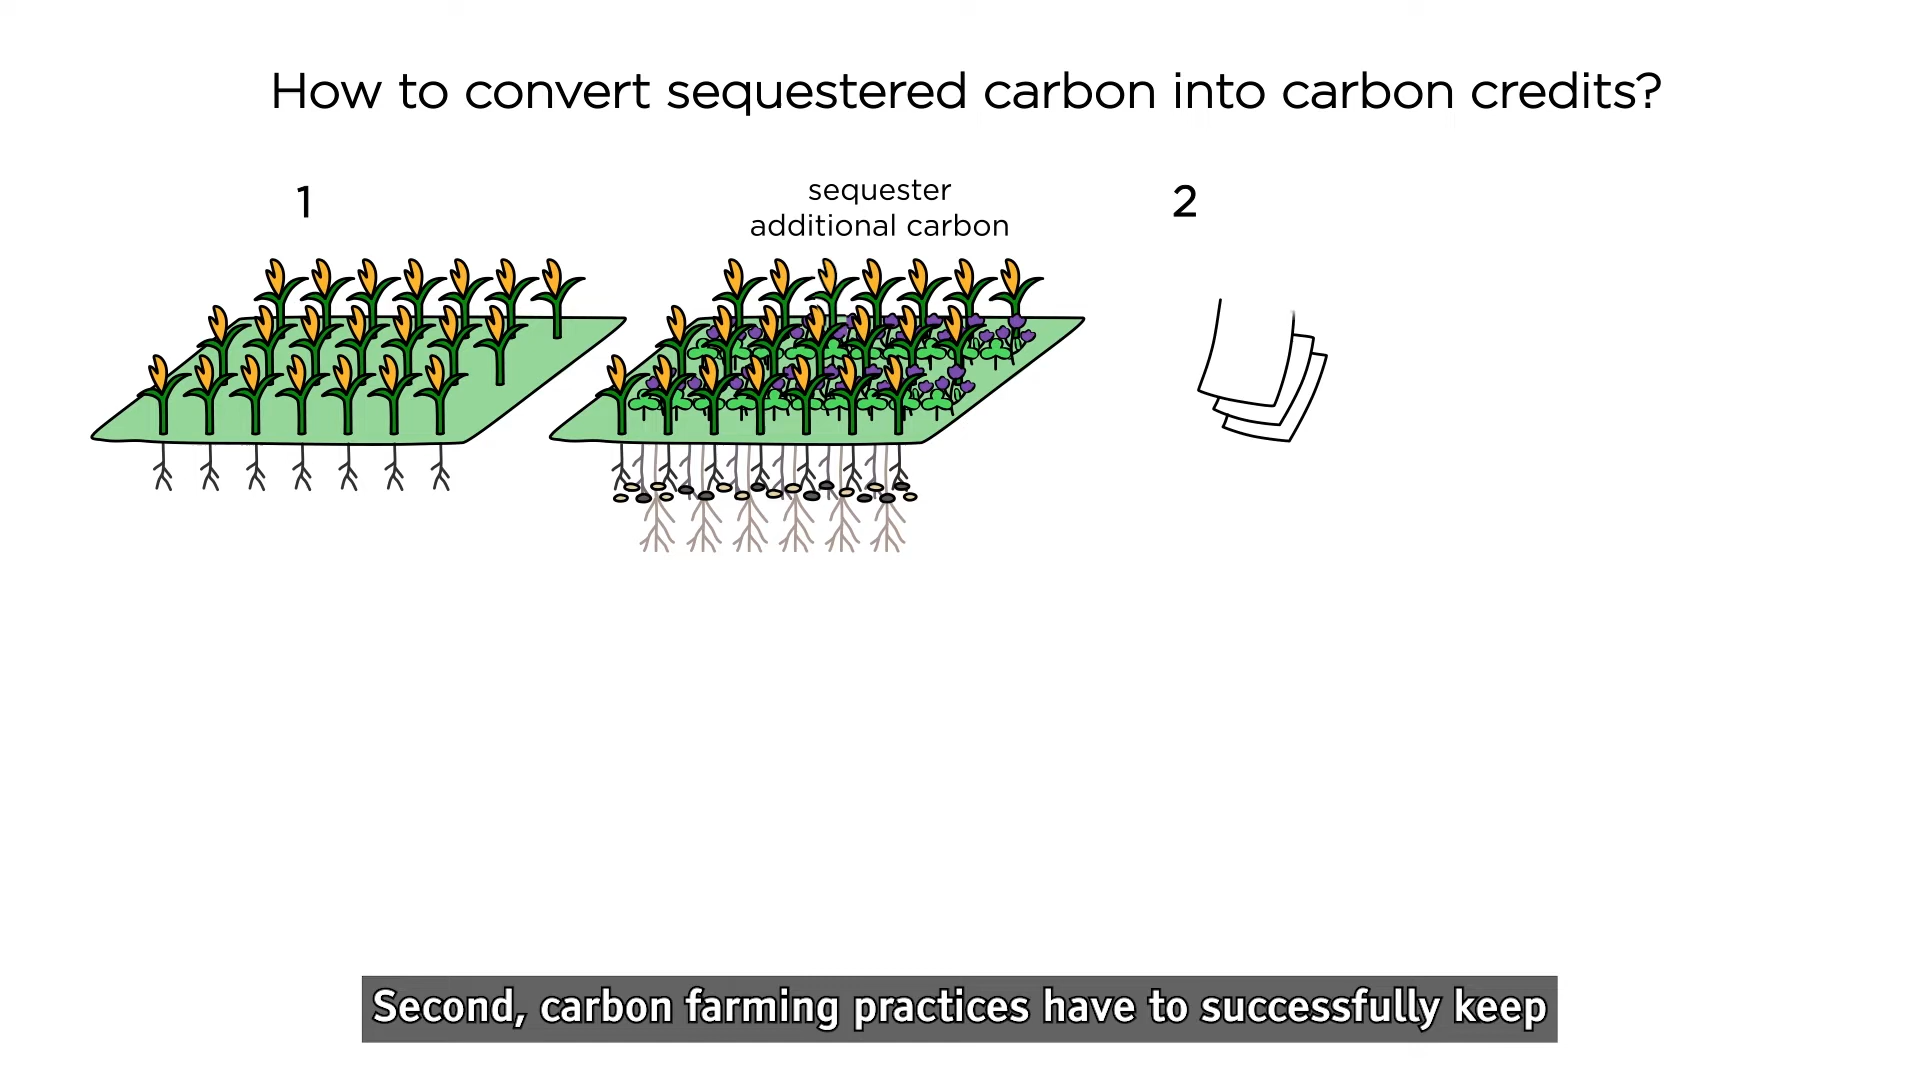 How to convert sequestered carbon into carbon credits?
1
sequester
additional carbon
2
Second, carbon farming practices have to successfully keep